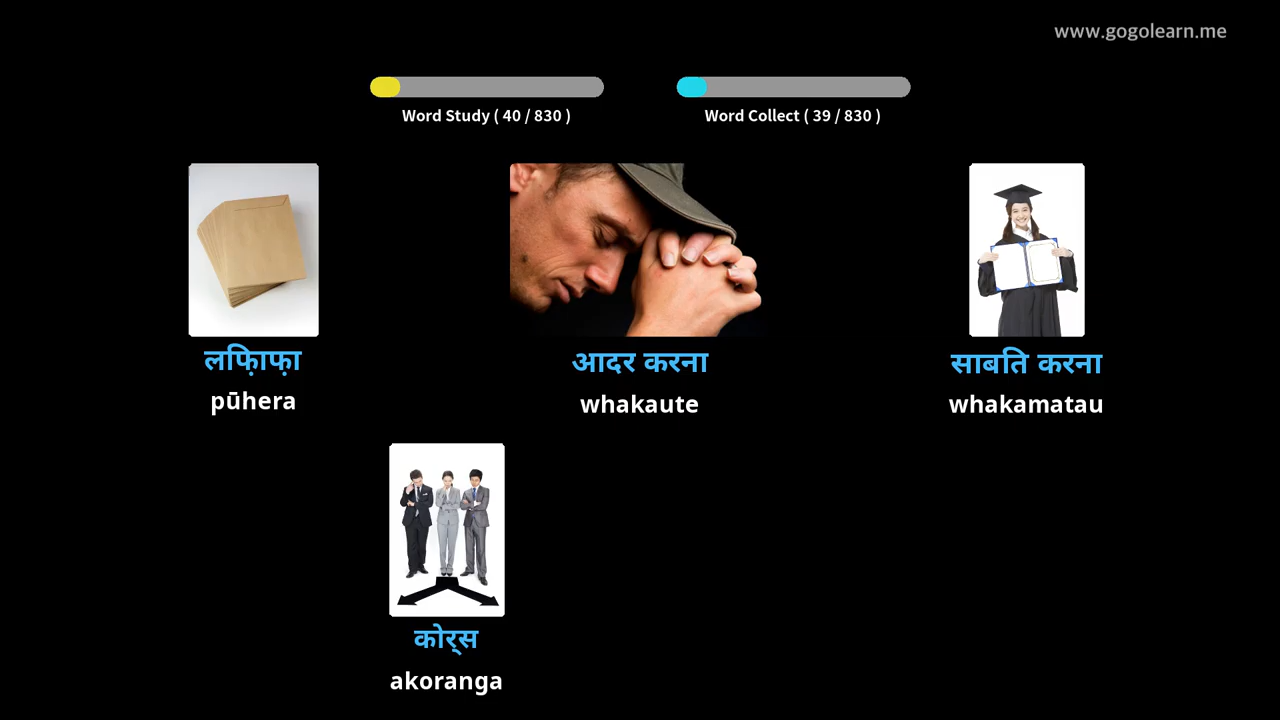 www.gogolearn.me
Word Study ( 40 / 830 )
Word Collect ( 39 / 830 )
लफ़िाफ़ा
pūhera
आदर करना
whakaute
साबति करना
whakamatau
कोर्स
akoranga